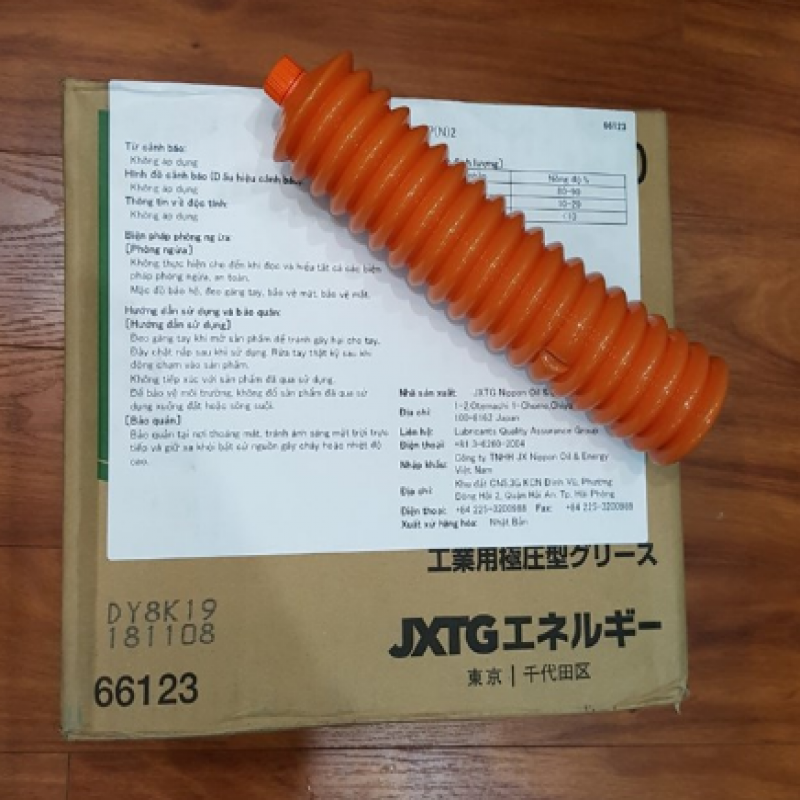 P(N)2
66123
Từ cảnh báo:
Không áp dụng
Hình đồ cảnh báo (Dấu hiệu cảnh báo
Không áp dụng
Thông tin về độc tính:
Không áp dụng
Biện pháp phòng ngừa:
[Phòng ngừa]
Không thực hiện cho đến khi đọc và hiểu tất cả các biện
pháp phòng ngừa, an toàn.
Mặc đồ bảo hộ, đeo găng tay, bảo vệ mắt, bảo vệ mặt.
Hướng dẫn sử dụng và bảo quản:
[Hướng dẫn sử dụng]
Đeo găng tay khi mở sản phẩm để tránh gây hại cho tay.
Đậy chặt nắp sau khi sử dụng. Rửa tay thật kỹ sau khi
động chạm vào sản phẩm.
Không tiếp xúc với sản phẩm đã qua sử dụng.
Để bảo vệ môi trường, không đổ sản phẩm đã qua sử
dụng xuống đất hoặc sông suối.
[Bảo quản]
Bảo quản tại nơi thoáng mát, tránh ánh sáng mặt trời trực
tiếp và giữ xa khỏi bất cứ nguồn gây cháy hoặc nhiệt độ
cao.
định lượng)
Nồng độ %
80-90
10-20
<10
Nhà sản xuất: JXTG Nippon Oil &
Địa chỉ: 1-2 Otemachi 1-Chome, Chiyo
100-8162 Japan
Liên hệ: Lubricants Quality Assurance Group
Điện thoại: +81 3-6260-2004
Nhập khẩu: Công ty TNHH JX Nippon Oil & Energy
Việt Nam
Địa chỉ: Khu đất CN5.3G KCN Đình Vũ, Phường
Đông Hải 2, Quận Hải An, Tp. Hải Phòng
Điện thoại: +84 225-3200988 Fax: +84 225-3200989
Xuất xứ hàng hóa: Nhật Bản
工業用極圧型グリース
DY8K19
181108
JXTGエネルギー
東京 | 千代田区
66123